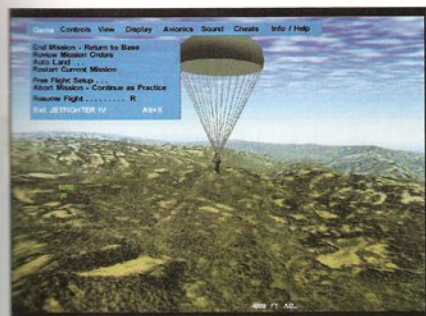 Game Controls View Display Avionics Sound Cheats Info / Help
End Mission - Return to Base
Review Mission Orders
Auto Land . . .
Restart Current Mission
Free Flight Setup . . .
Abort Mission - Continue as Practice
Resume Flight . . . . . . . . . R
Exit JETFIGHTER IV Alt+X